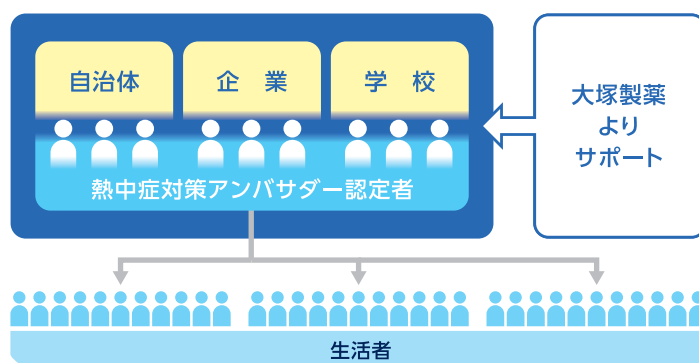 自治体
企業
学校
大塚製薬
より
サポート
熱中症対策アンバサダー認定者
生活者